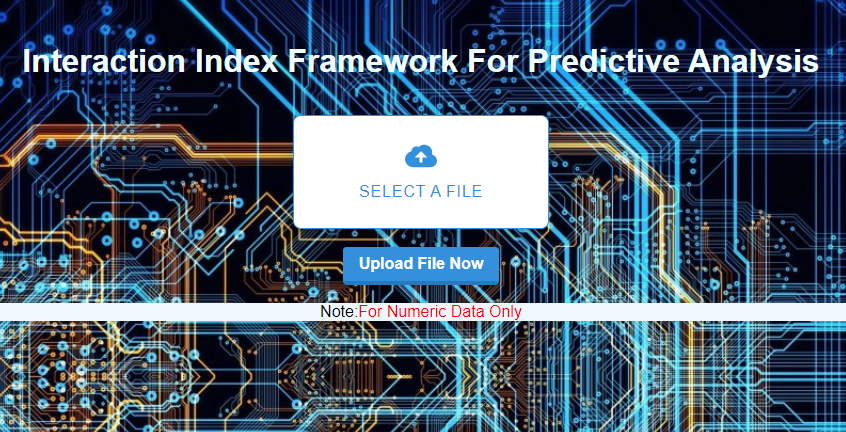 Interaction Index Framework For Predictive Analysis
SELECT A FILE
Upload File Now
Note:For Numeric Data Only